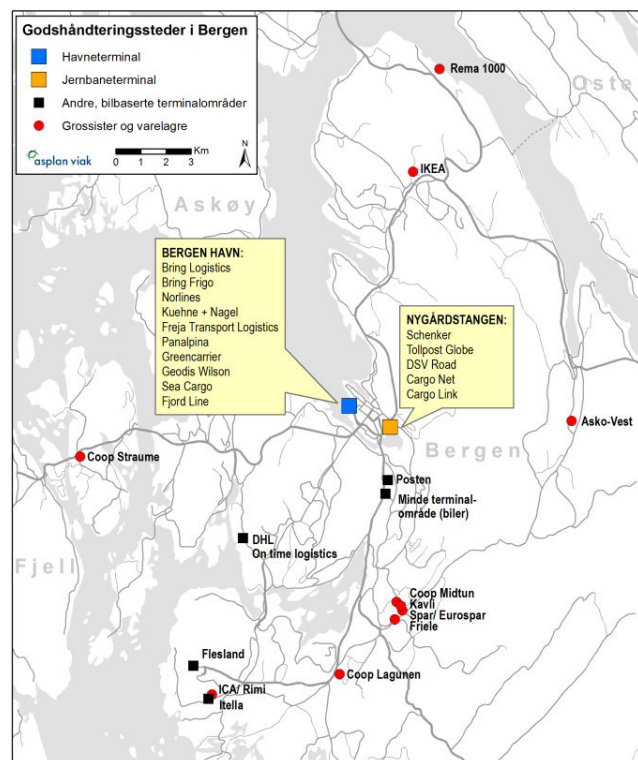 Godshåndteringssteder i Bergen
Havneterminal
Jernbaneterminal
Andre, bilbaserte terminalområder
Grossister og varelagre
asplan viak
0 1 2 3 Km
N
Rema 1000
Oste
IKEA
Askøy
BERGEN HAVN:
Bring Logistics
Bring Frigo
Norlines
Kuehne + Nagel
Freja Transport Logistics
Panalpina
Greencarrier
Geodis Wilson
Sea Cargo
Fjord Line
NYGÅRDSTANGEN:
Schenker
Tollpost Globe
DSV Road
Cargo Net
Cargo Link
Asko-Vest
Bergen
Coop Straume
Posten
Minde terminal-
område (biler)
DHL
On time logistics
Fjell
Coop Midtun
Kavli
Spar/ Eurospar
Friele
Flesland
Coop Lagunen
ICA/ Rimi
Itella